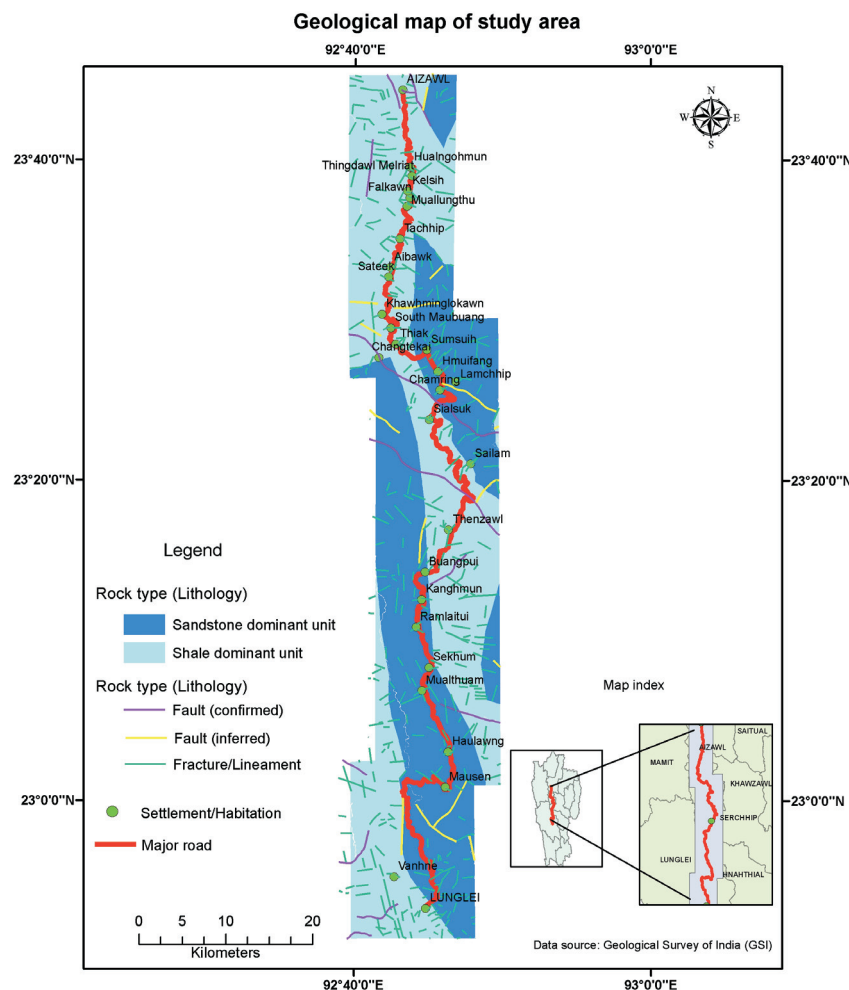 Geological map of study area
92°40'0"E
93°0'0"E
N
W
E
S
AIZAWL
23°40'0"N
23°40'0"N
Hualngohmun
Thingdawl Melriat
Kelsih
Falkawn
Muallungthu
Tachhip
Aibawk
Sateek
Khawhminglokawn
South Maubuang
Thiak
Sumsuih
Changtekai
Hmuifang
Lamchhip
Chamring
Sialsuk
Sailam
23°20'0"N
23°20'0"N
Thenzawl
Buangpui
Kanghmun
Ramlaitui
Sekhum
Mualthuam
Haulawng
Mausen
23°0'0"N
23°0'0"N
Vanhne
LUNGLEI
Legend
Rock type (Lithology)
Sandstone dominant unit
Shale dominant unit
Rock type (Lithology)
Fault (confirmed)
Fault (inferred)
Fracture/Lineament
Settlement/Habitation
Major road
0 5 10 20
Kilometers
Map index
SAITUAL
AIZAWL
MAMIT
KHAWZAWL
SERCHHIP
LUNGLEI
HNAHTHIAL
Data source: Geological Survey of India (GSI)
92°40'0"E
93°0'0"E